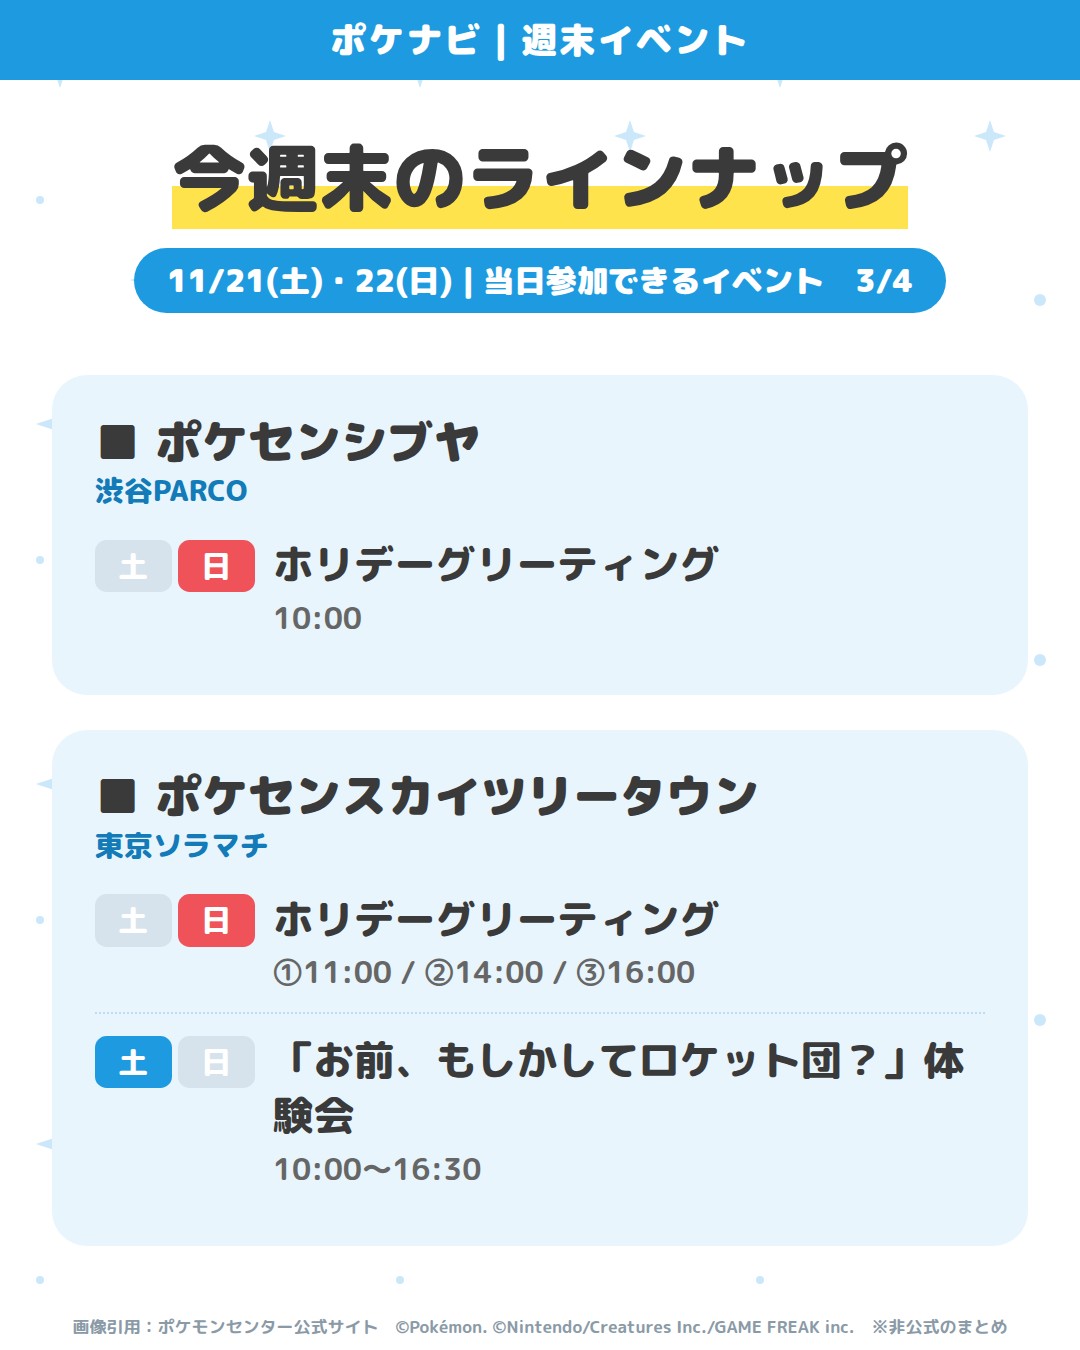 ポケナビ | 週末イベント
今週末のラインナップ
11/21(土)・22(日) | 当日参加できるイベント　3/4
■ ポケセンシブヤ
渋谷PARCO
土 日 ホリデーグリーティング
10:00
■ ポケセンスカイツリータウン
東京ソラマチ
土 日 ホリデーグリーティング
①11:00 / ②14:00 / ③16:00
土 日 「お前、もしかしてロケット団？」体
験会
10:00〜16:30
画像引用：ポケモンセンター公式サイト　©Pokémon. ©Nintendo/Creatures Inc./GAME FREAK inc.　※非公式のまとめ